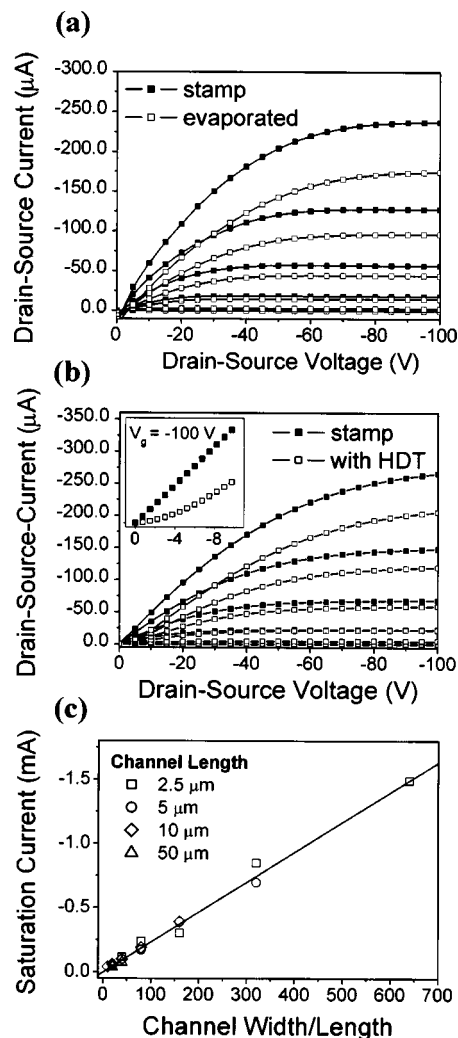 (a)
-300.0
-250.0
-200.0
-150.0
-100.0
-50.0
0.0
Drain-Source Current (μA)
stamp
evaporated
0 -20 -40 -60 -80 -100
Drain-Source Voltage (V)
(b)
-350.0
-300.0
-250.0
-200.0
-150.0
-100.0
-50.0
0.0
Drain-Source-Current (μA)
Vg = -100 V
0 -4 -8
stamp
with HDT
0 -20 -40 -60 -80 -100
Drain-Source Voltage (V)
(c)
-1.5
-1.0
-0.5
0.0
Saturation Current (mA)
Channel Length
2.5 μm
5 μm
10 μm
50 μm
0 100 200 300 400 500 600 700
Channel Width/Length